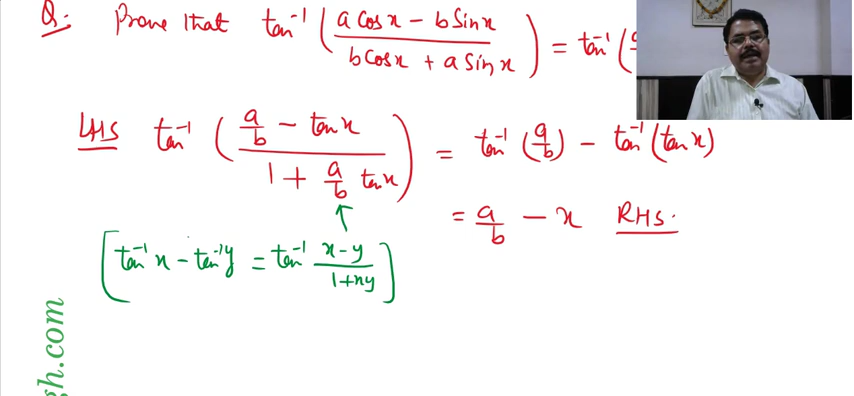 Q:. Prove that tan⁻¹ ( (a Cos x − b Sin x) / (b Cos x + a Sin x) ) = tan⁻¹ (
LHS tan⁻¹ ( (a/b − tan x) / (1 + a/b tan x) ) = tan⁻¹ (a/b) − tan⁻¹ (tan x)
= a/b − x RHS.
[ tan⁻¹ x − tan⁻¹ y = tan⁻¹ (x − y) / (1 + xy) ]
gh.com